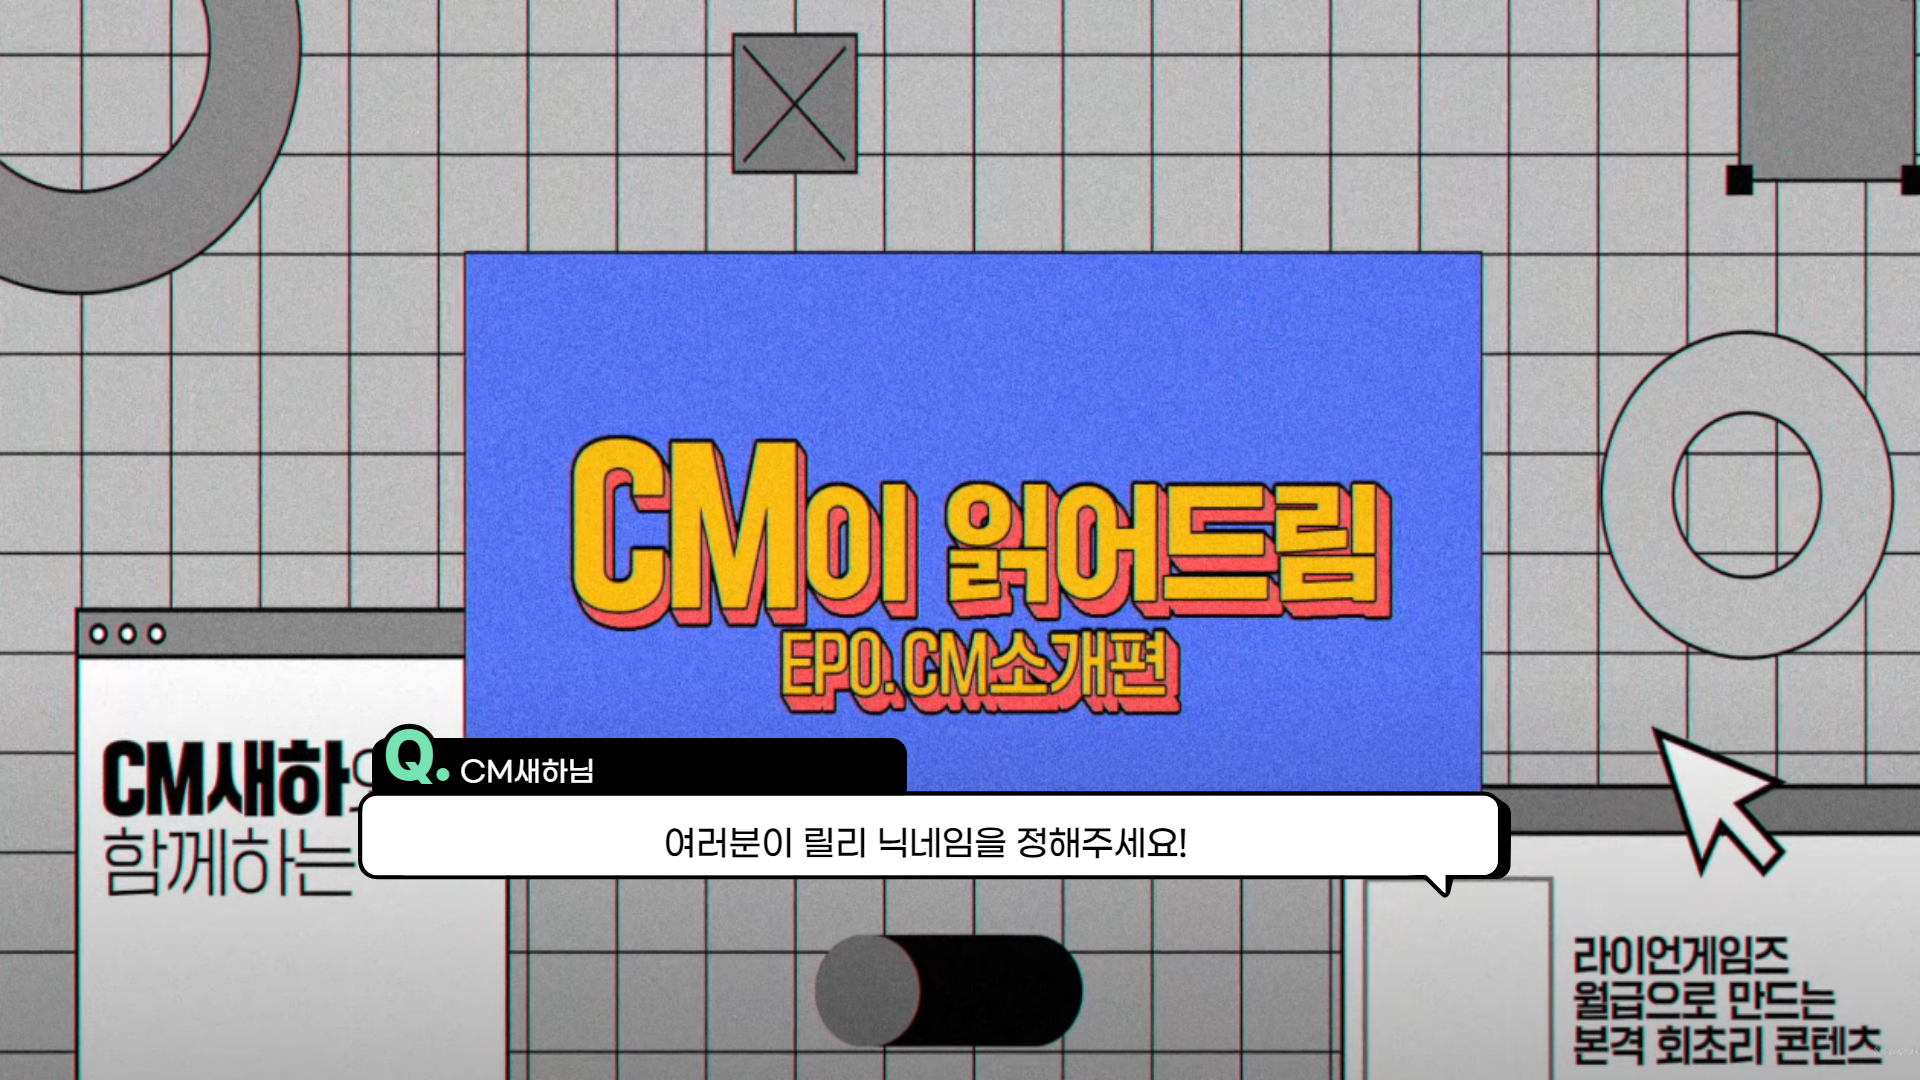 CM이 읽어드림
EP0. CM소개편
CM새하
함께하는
Q. CM새하님
여러분이 릴리 닉네임을 정해주세요!
라이언게임즈
월급으로 만드는
본격 회초리 콘텐츠